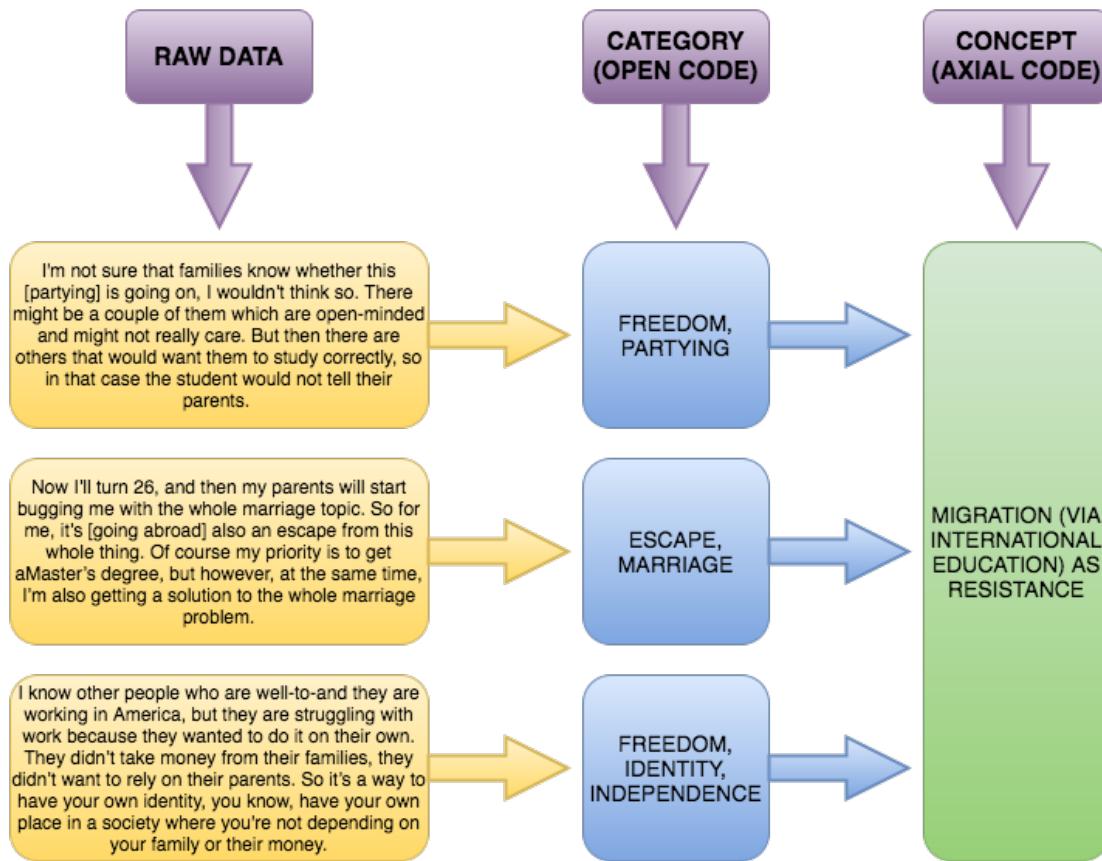 RAW DATA
CATEGORY
(OPEN CODE)
CONCEPT
(AXIAL CODE)
I'm not sure that families know whether this
[partying] is going on, I wouldn't think so. There
might be a couple of them which are open-minded
and might not really care. But then there are
others that would want them to study correctly, so
in that case the student would not tell their
parents.
FREEDOM,
PARTYING
Now I'll turn 26, and then my parents will start
bugging me with the whole marriage topic. So for
me, it's [going abroad] also an escape from this
whole thing. Of course my priority is to get
aMaster's degree, but however, at the same time,
I'm also getting a solution to the whole marriage
problem.
ESCAPE,
MARRIAGE
MIGRATION (VIA
INTERNATIONAL
EDUCATION) AS
RESISTANCE
I know other people who are well-to-and they are
working in America, but they are struggling with
work because they wanted to do it on their own.
They didn't take money from their families, they
didn't want to rely on their parents. So it's a way to
have your own identity, you know, have your own
place in a society where you're not depending on
your family or their money.
FREEDOM,
IDENTITY,
INDEPENDENCE